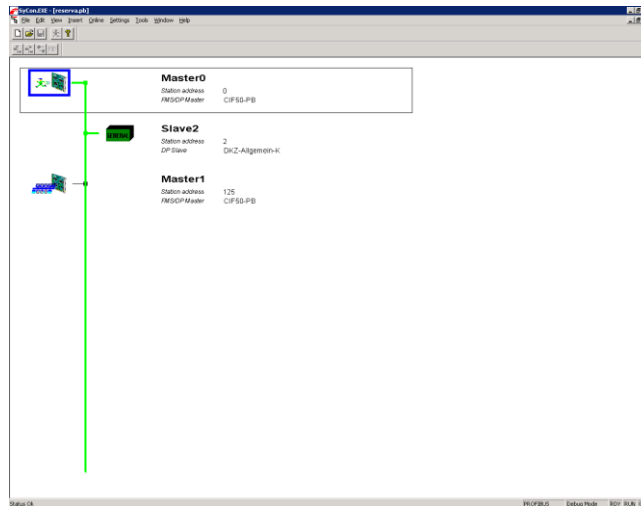 SyCon.EXE - [reserva.pb]
File Edit View Insert Online Settings Tools Window Help
Master0
Station address 0
FMS/DP Master CIF50-PB
GENERAL
Slave2
Station address 2
DP Slave DKZ-Allgemein-K
Master1
Station address 125
FMS/DP Master CIF50-PB
Status Ok PROFIBUS Debug Mode RDY RUN